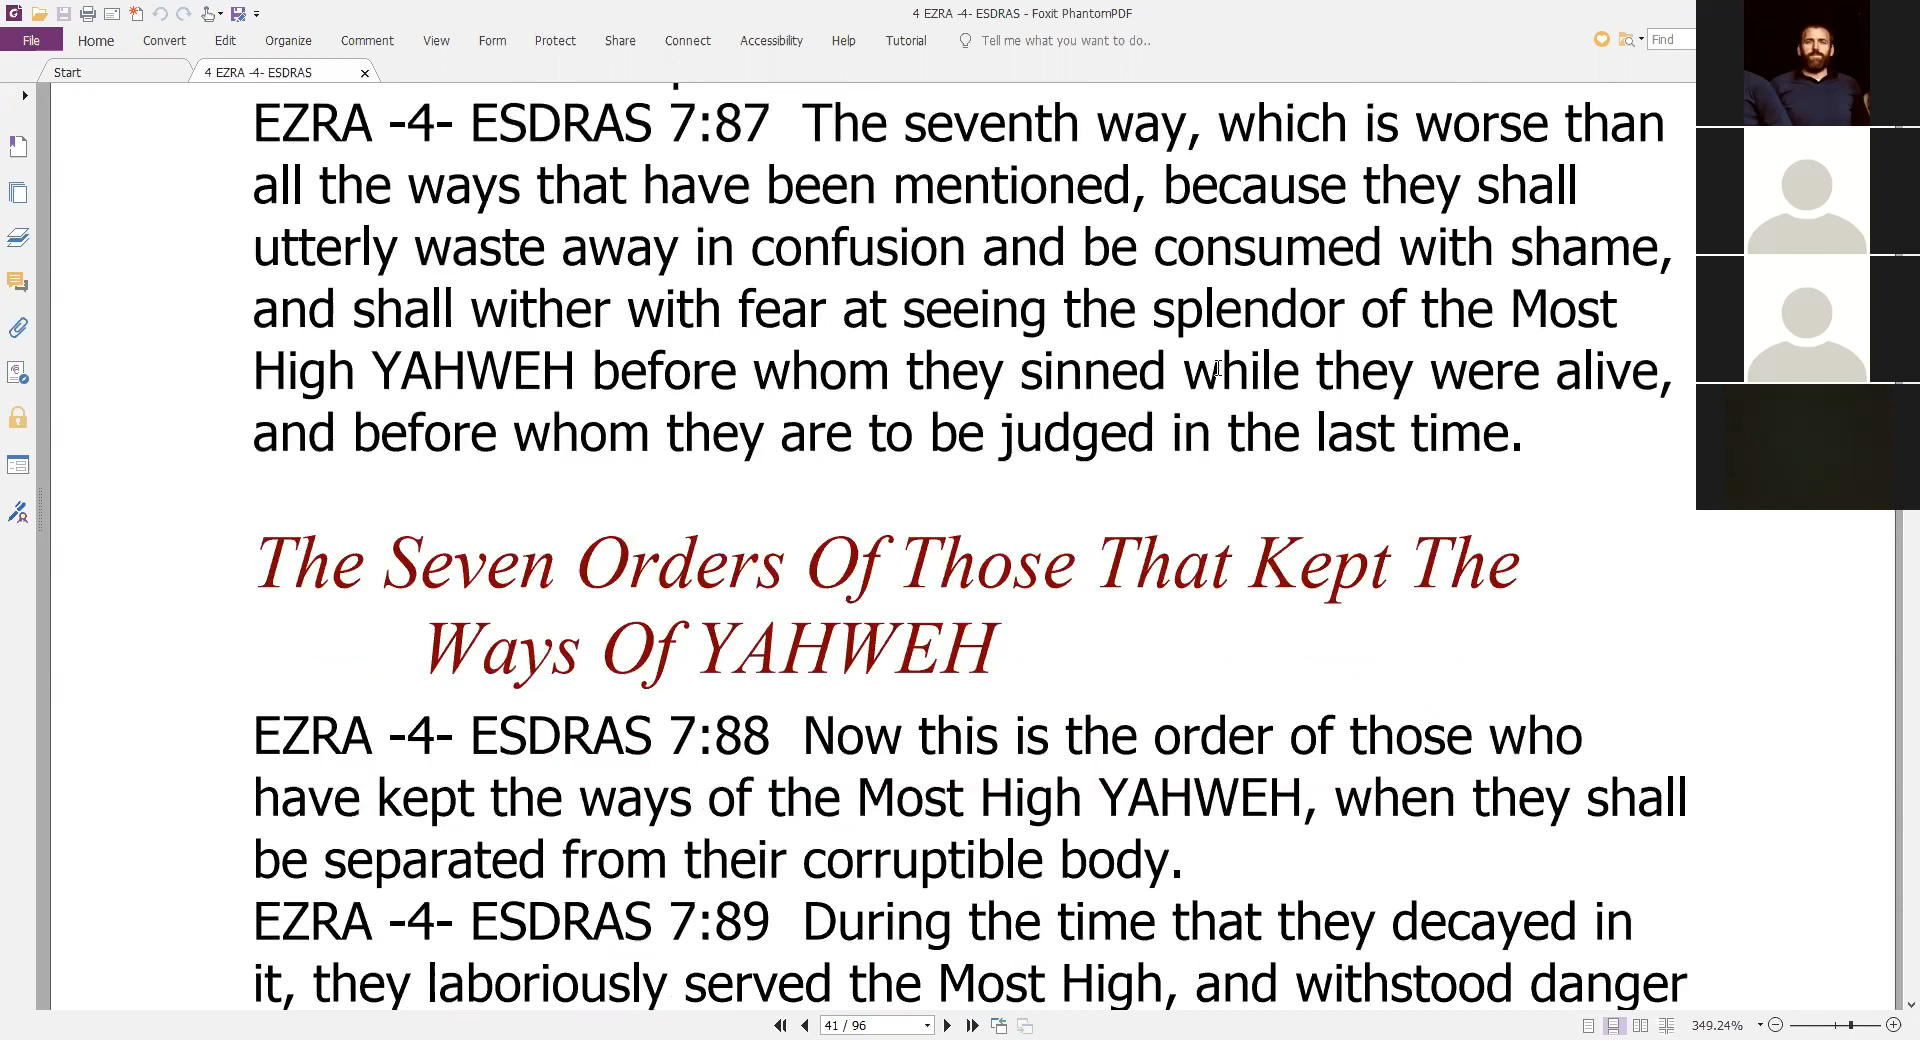 4 EZRA -4- ESDRAS - Foxit PhantomPDF
File Home Convert Edit Organize Comment View Form Protect Share Connect Accessibility Help Tutorial Tell me what you want to do.. Find
Start 4 EZRA -4- ESDRAS
EZRA -4- ESDRAS 7:87 The seventh way, which is worse than
all the ways that have been mentioned, because they shall
utterly waste away in confusion and be consumed with shame,
and shall wither with fear at seeing the splendor of the Most
High YAHWEH before whom they sinned while they were alive,
and before whom they are to be judged in the last time.
The Seven Orders Of Those That Kept The
Ways Of YAHWEH
EZRA -4- ESDRAS 7:88 Now this is the order of those who
have kept the ways of the Most High YAHWEH, when they shall
be separated from their corruptible body.
EZRA -4- ESDRAS 7:89 During the time that they decayed in
it, they laboriously served the Most High, and withstood danger
41 / 96
349.24%